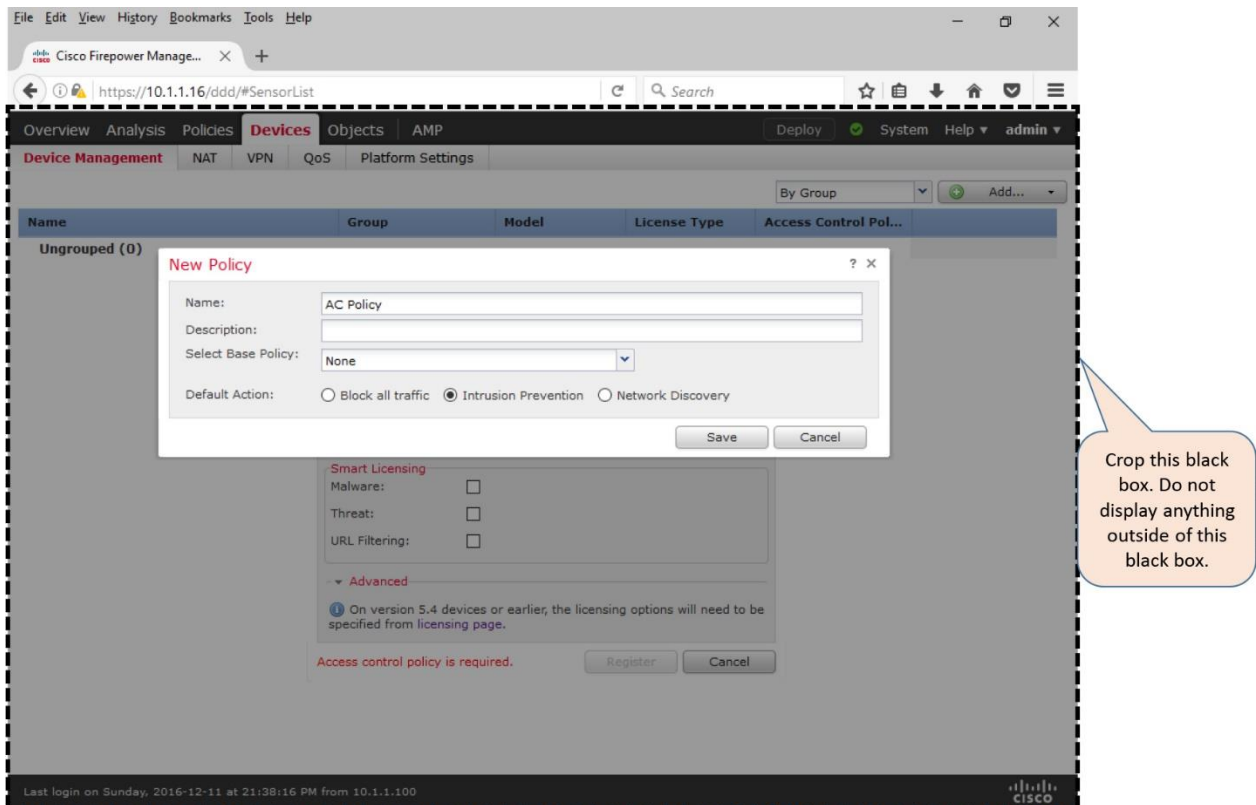 File Edit View History Bookmarks Tools Help
CISCO Cisco Firepower Manage...
https://10.1.1.16/ddd/#SensorList
Search
Overview Analysis Policies Devices Objects AMP
Deploy System Help admin
Device Management NAT VPN QoS Platform Settings
By Group Add...
Name Group Model License Type Access Control Pol...
Ungrouped (0)
New Policy ?
Name: AC Policy
Description:
Select Base Policy: None
Default Action: Block all traffic Intrusion Prevention Network Discovery
Save Cancel
Smart Licensing
Malware:
Threat:
URL Filtering:
Advanced
On version 5.4 devices or earlier, the licensing options will need to be
specified from licensing page.
Access control policy is required. Register Cancel
Last login on Sunday, 2016-12-11 at 21:38:16 PM from 10.1.1.100
CISCO
Crop this black
box. Do not
display anything
outside of this
black box.